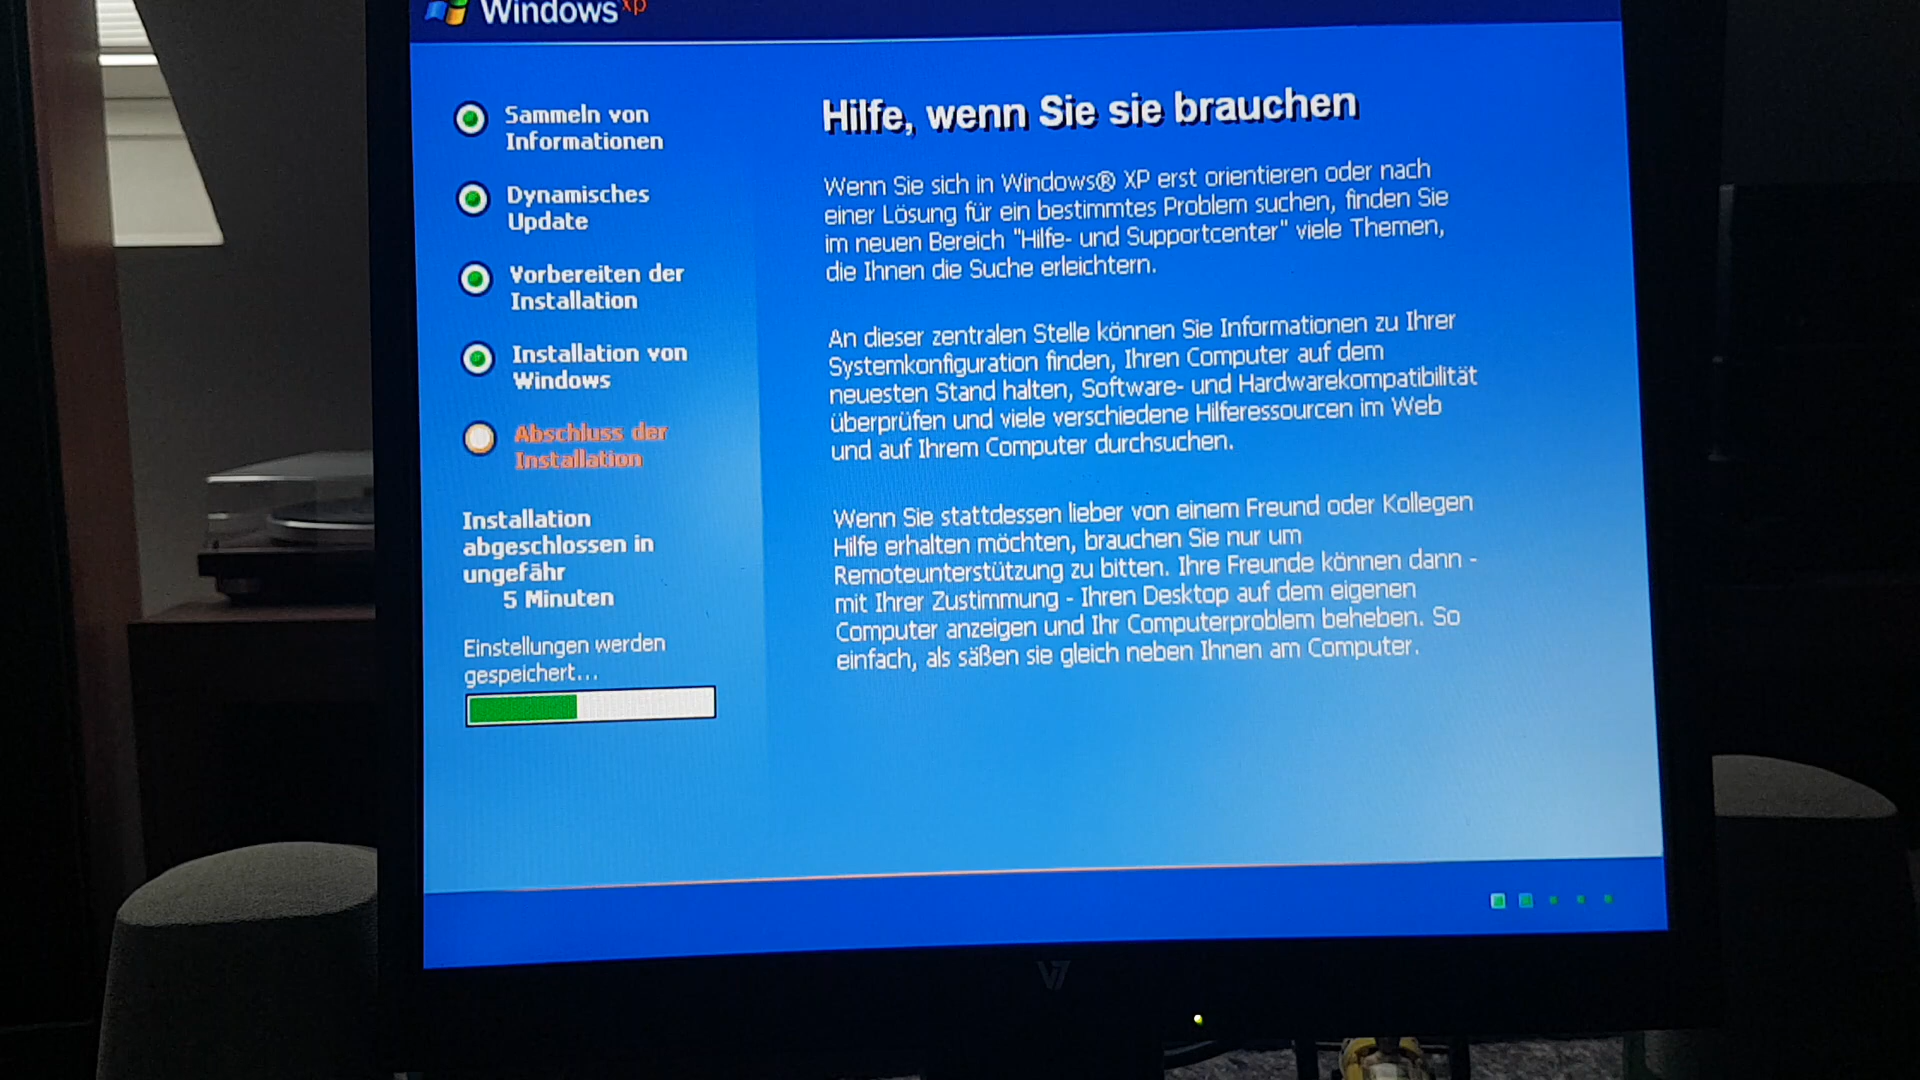 Windows xp
Sammeln von
Informationen
Dynamisches
Update
Vorbereiten der
Installation
Installation von
Windows
Abschluss der
Installation
Installation
abgeschlossen in
ungefähr
5 Minuten
Einstellungen werden
gespeichert...
Hilfe, wenn Sie sie brauchen
Wenn Sie sich in Windows® XP erst orientieren oder nach
einer Lösung für ein bestimmtes Problem suchen, finden Sie
im neuen Bereich "Hilfe- und Supportcenter" viele Themen,
die Ihnen die Suche erleichtern.
An dieser zentralen Stelle können Sie Informationen zu Ihrer
Systemkonfiguration finden, Ihren Computer auf dem
neuesten Stand halten, Software- und Hardwarekompatibilität
überprüfen und viele verschiedene Hilferessourcen im Web
und auf Ihrem Computer durchsuchen.
Wenn Sie stattdessen lieber von einem Freund oder Kollegen
Hilfe erhalten möchten, brauchen Sie nur um
Remoteunterstützung zu bitten. Ihre Freunde können dann -
mit Ihrer Zustimmung - Ihren Desktop auf dem eigenen
Computer anzeigen und Ihr Computerproblem beheben. So
einfach, als säßen sie gleich neben Ihnen am Computer.
V7